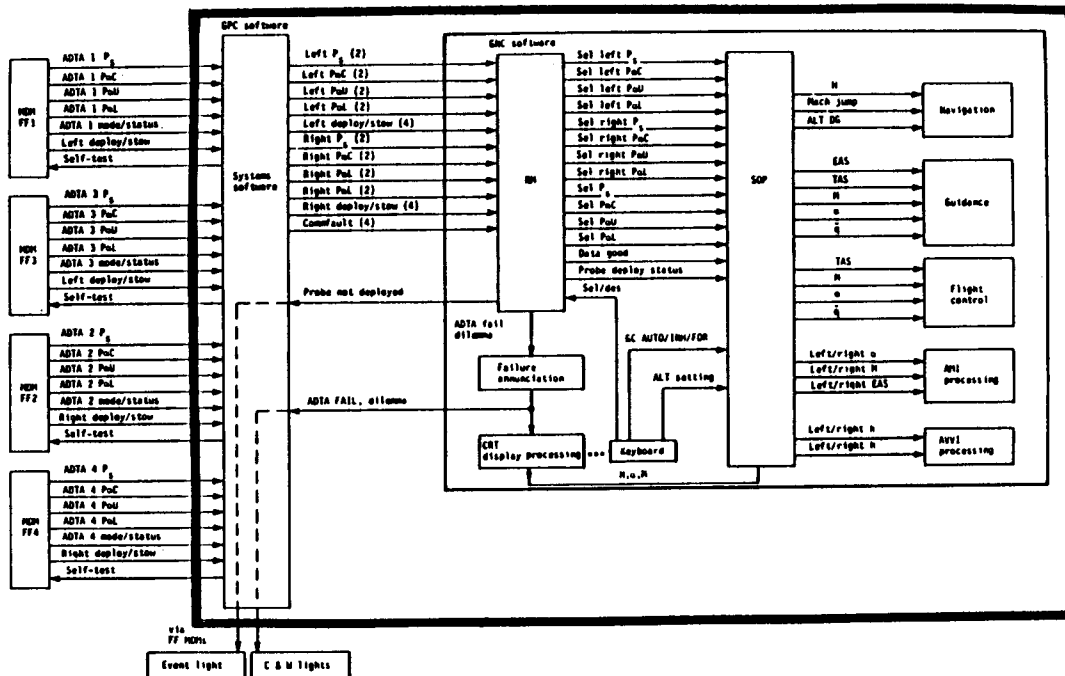 GPC software
ADTA 1 Ps
ADTA 1 PαC
ADTA 1 PαU
ADTA 1 PαL
ADTA 1 mode/status
Left deploy/stow
Self-test
MDM
FF1
ADTA 3 Ps
ADTA 3 PαC
ADTA 3 PαU
ADTA 3 PαL
ADTA 3 mode/status
Left deploy/stow
Self-test
MDM
FF3
ADTA 2 Ps
ADTA 2 PαC
ADTA 2 PαU
ADTA 2 PαL
ADTA 2 mode/status
Right deploy/stow
Self-test
MDM
FF2
ADTA 4 Ps
ADTA 4 PαC
ADTA 4 PαU
ADTA 4 PαL
ADTA 4 mode/status
Right deploy/stow
Self-test
MDM
FF4
Systems
software
Left Ps (2)
Left PαC (2)
Left PαU (2)
Left PαL (2)
Left deploy/stow (4)
Right Ps (2)
Right PαC (2)
Right PαL (2)
Right PαL (2)
Right deploy/stow (4)
Commfault (4)
Probe not deployed
ADTA FAIL, dilemma
GNC software
RM
Sel left Ps
Sel left PαC
Sel left PαU
Sel left PαL
Sel right Ps
Sel right PαC
Sel right PαU
Sel right PαL
Sel Ps
Sel PαC
Sel PαU
Sel PαL
Data good
Probe deploy status
Sel/des
ADTA fail
dilemma
Failure
annunciation
CRT
display processing
Keyboard
GC AUTO/INH/FOR
ALT setting
M,α,
SOP
Mach jump
ALT DG
Navigation
EAS
TAS
M
α
q̄
Guidance
TAS
M
α
q̄
Flight
control
Left/right α
Left/right M
Left/right EAS
AMI
processing
Left/right h
Left/right h
AVVI
processing
via
FF MDMs
Event light
C & W lights